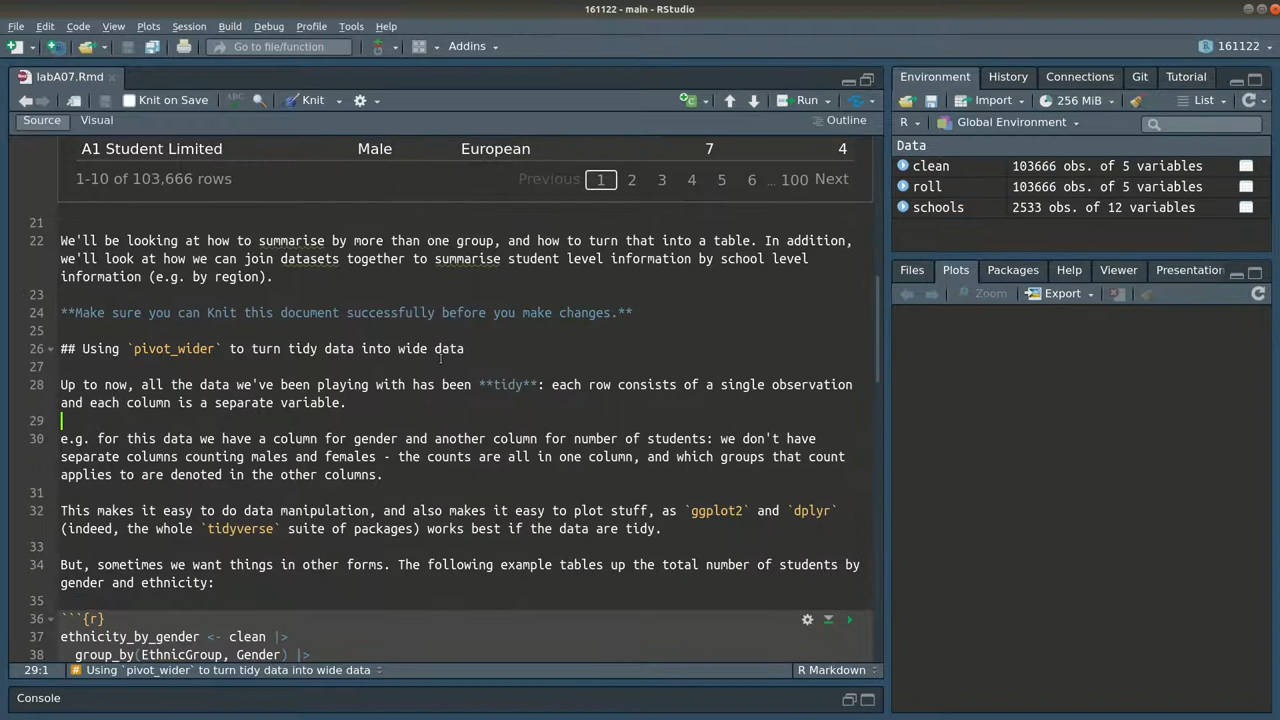 161122 - main - RStudio
File Edit Code View Plots Session Build Debug Profile Tools Help
Go to file/function Addins 161122
labA07.Rmd
Knit on Save ABC Knit Run
Source Visual Outline
A1 Student Limited Male European 7 4
1-10 of 103,666 rows Previous 1 2 3 4 5 6 ... 100 Next
21
22 We'll be looking at how to summarise by more than one group, and how to turn that into a table. In addition,
we'll look at how we can join datasets together to summarise student level information by school level
information (e.g. by region).
23
24 **Make sure you can Knit this document successfully before you make changes.**
25
26 ## Using `pivot_wider` to turn tidy data into wide data
27
28 Up to now, all the data we've been playing with has been **tidy**: each row consists of a single observation
and each column is a separate variable.
29
30 e.g. for this data we have a column for gender and another column for number of students: we don't have
separate columns counting males and females - the counts are all in one column, and which groups that count
applies to are denoted in the other columns.
31
32 This makes it easy to do data manipulation, and also makes it easy to plot stuff, as `ggplot2` and `dplyr`
(indeed, the whole `tidyverse` suite of packages) works best if the data are tidy.
33
34 But, sometimes we want things in other forms. The following example tables up the total number of students by
gender and ethnicity:
35
36 ```{r}
37 ethnicity_by_gender <- clean |>
38 group_by(EthnicGroup, Gender) |>
29:1 # Using `pivot_wider` to turn tidy data into wide data R Markdown
Console
Environment History Connections Git Tutorial
Import 256 MiB List
R Global Environment
Data
clean 103666 obs. of 5 variables
roll 103666 obs. of 5 variables
schools 2533 obs. of 12 variables
Files Plots Packages Help Viewer Presentation
Zoom Export